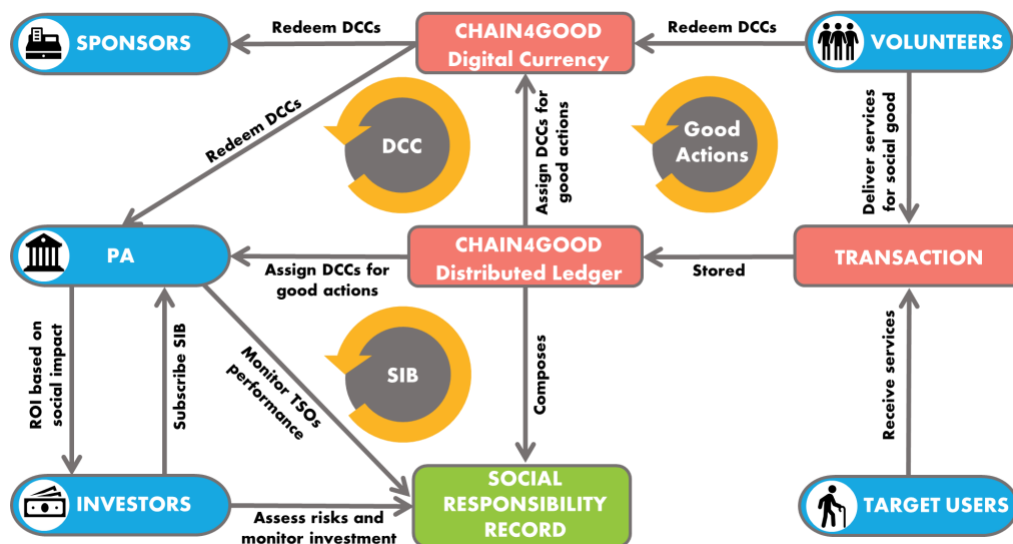 SPONSORS
Redeem DCCs
CHAIN4GOOD
Digital Currency
Redeem DCCs
VOLUNTEERS
Redeem DCCs
DCC
Assign DCCs for
good actions
Good
Actions
Deliver services
for social good
PA
Assign DCCs for
good actions
CHAIN4GOOD
Distributed Ledger
Stored
TRANSACTION
ROI based on
social impact
Subscribe SIB
Monitor TSOs
performance
SIB
Composes
Receive services
INVESTORS
Assess risks and
monitor investment
SOCIAL
RESPONSIBILITY
RECORD
TARGET USERS